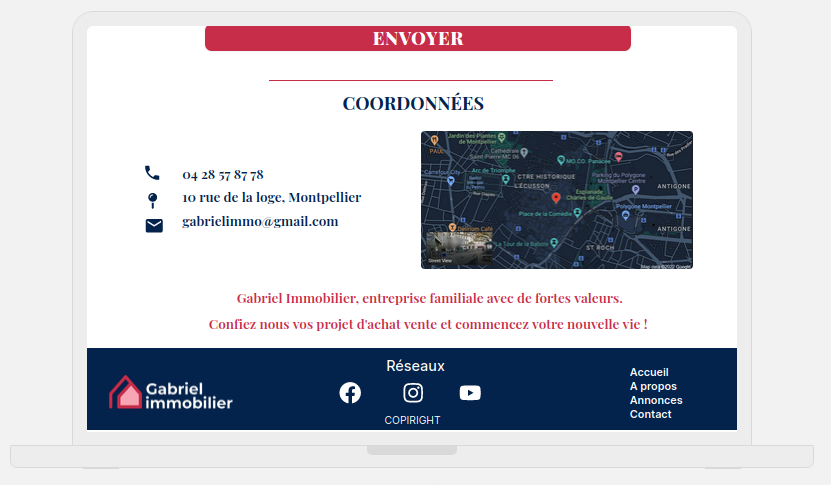 ENVOYER
COORDONNÉES
04 28 57 87 78
10 rue de la loge, Montpellier
gabrielimmo@gmail.com
Jardin des Plantes
de Montpellier
PAUL
Cathédrale
Saint-Pierre MC 06
MO.CO. Panacée
Arc de Triomphe
Carrefour City
CTRE HISTORIQUE
L'ÉCUSSON
Parking du Polygone
Montpellier Centre
ANTIGONE
Esplanade
Charles-de-Gaulle
Place de la Comédie
Polygone Montpellier
ANTIGONE
Café
La Tour de la Babote
ST ROCH
Street View
Map data ©2022 Google
Gabriel Immobilier, entreprise familiale avec de fortes valeurs.
Confiez nous vos projet d'achat vente et commencez votre nouvelle vie !
Gabriel
immobilier
Réseaux
COPIRIGHT
Accueil
A propos
Annonces
Contact